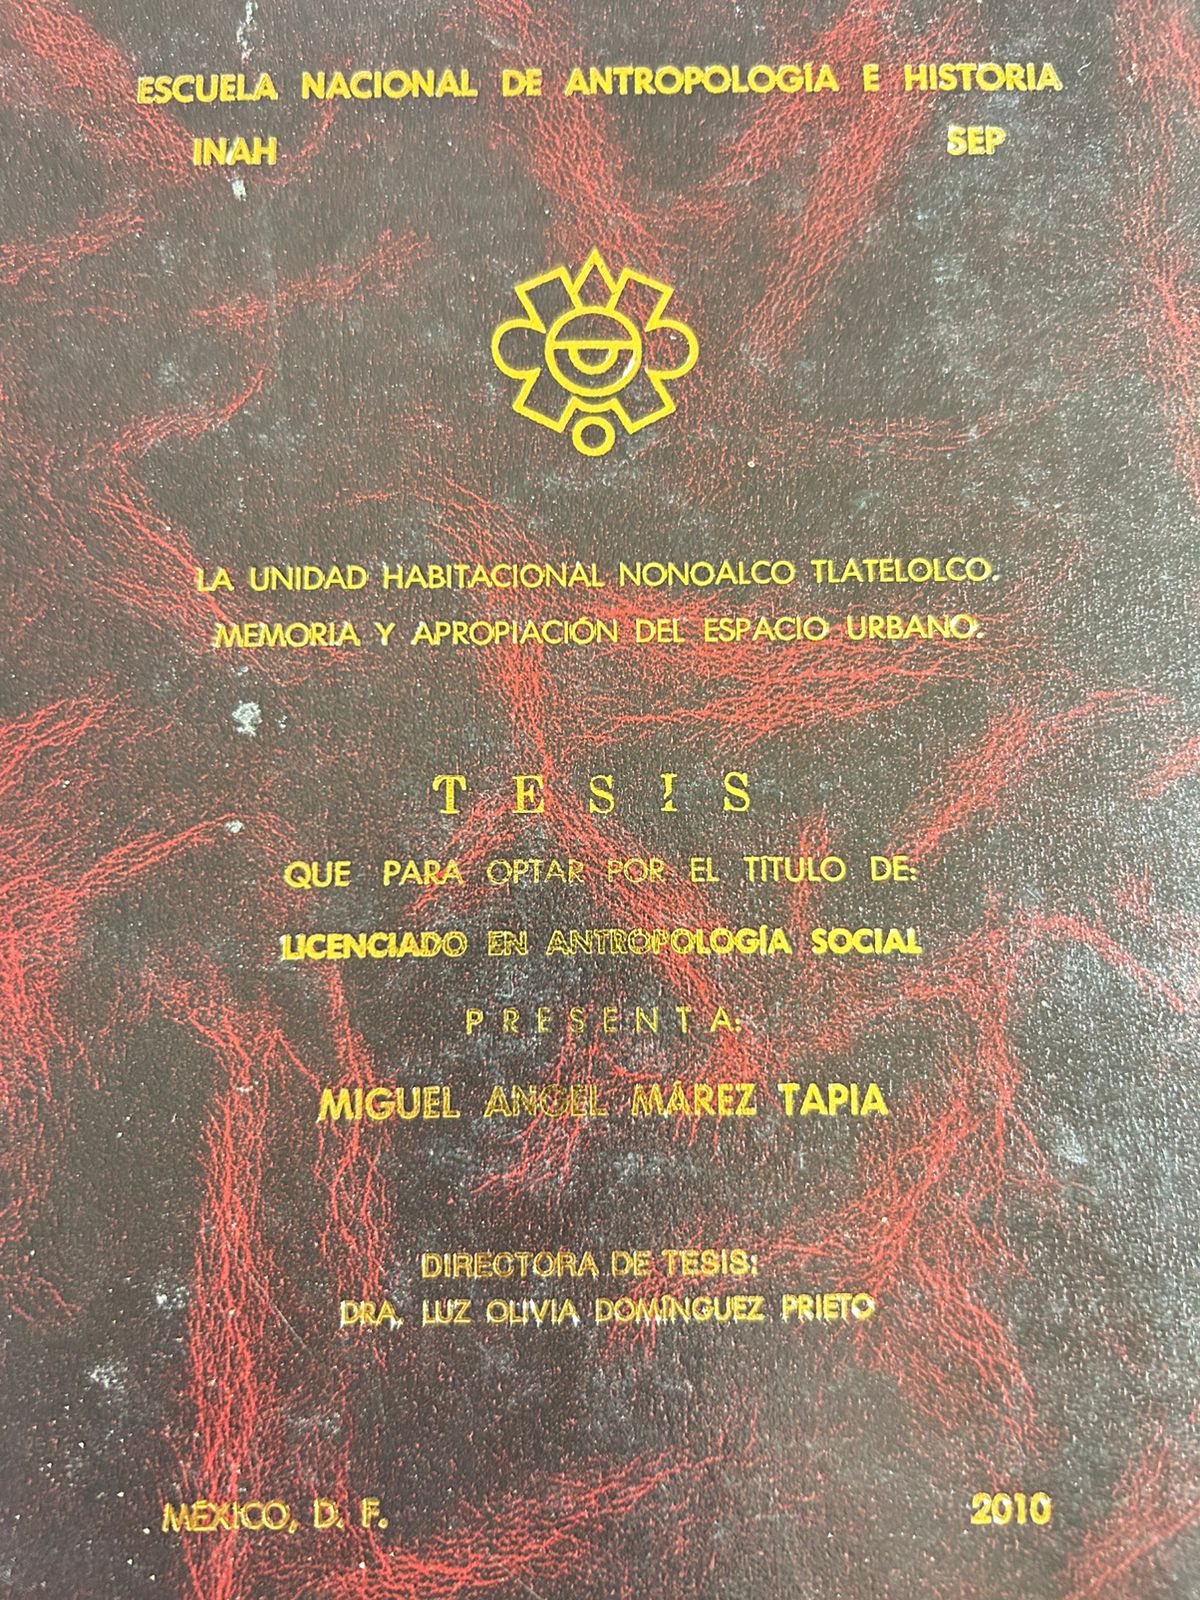 ESCUELA NACIONAL DE ANTROPOLOGÍA E HISTORIA
INAH SEP
LA UNIDAD HABITACIONAL NONOALCO TLATELOLCO.
MEMORIA Y APROPIACIÓN DEL ESPACIO URBANO.
TESIS
QUE PARA OPTAR POR EL TITULO DE:
LICENCIADO EN ANTROPOLOGÍA SOCIAL
PRESENTA:
MIGUEL ANGEL MÁREZ TAPIA
DIRECTORA DE TESIS:
DRA. LUZ OLIVIA DOMÍNGUEZ PRIETO
MÉXICO, D. F. 2010